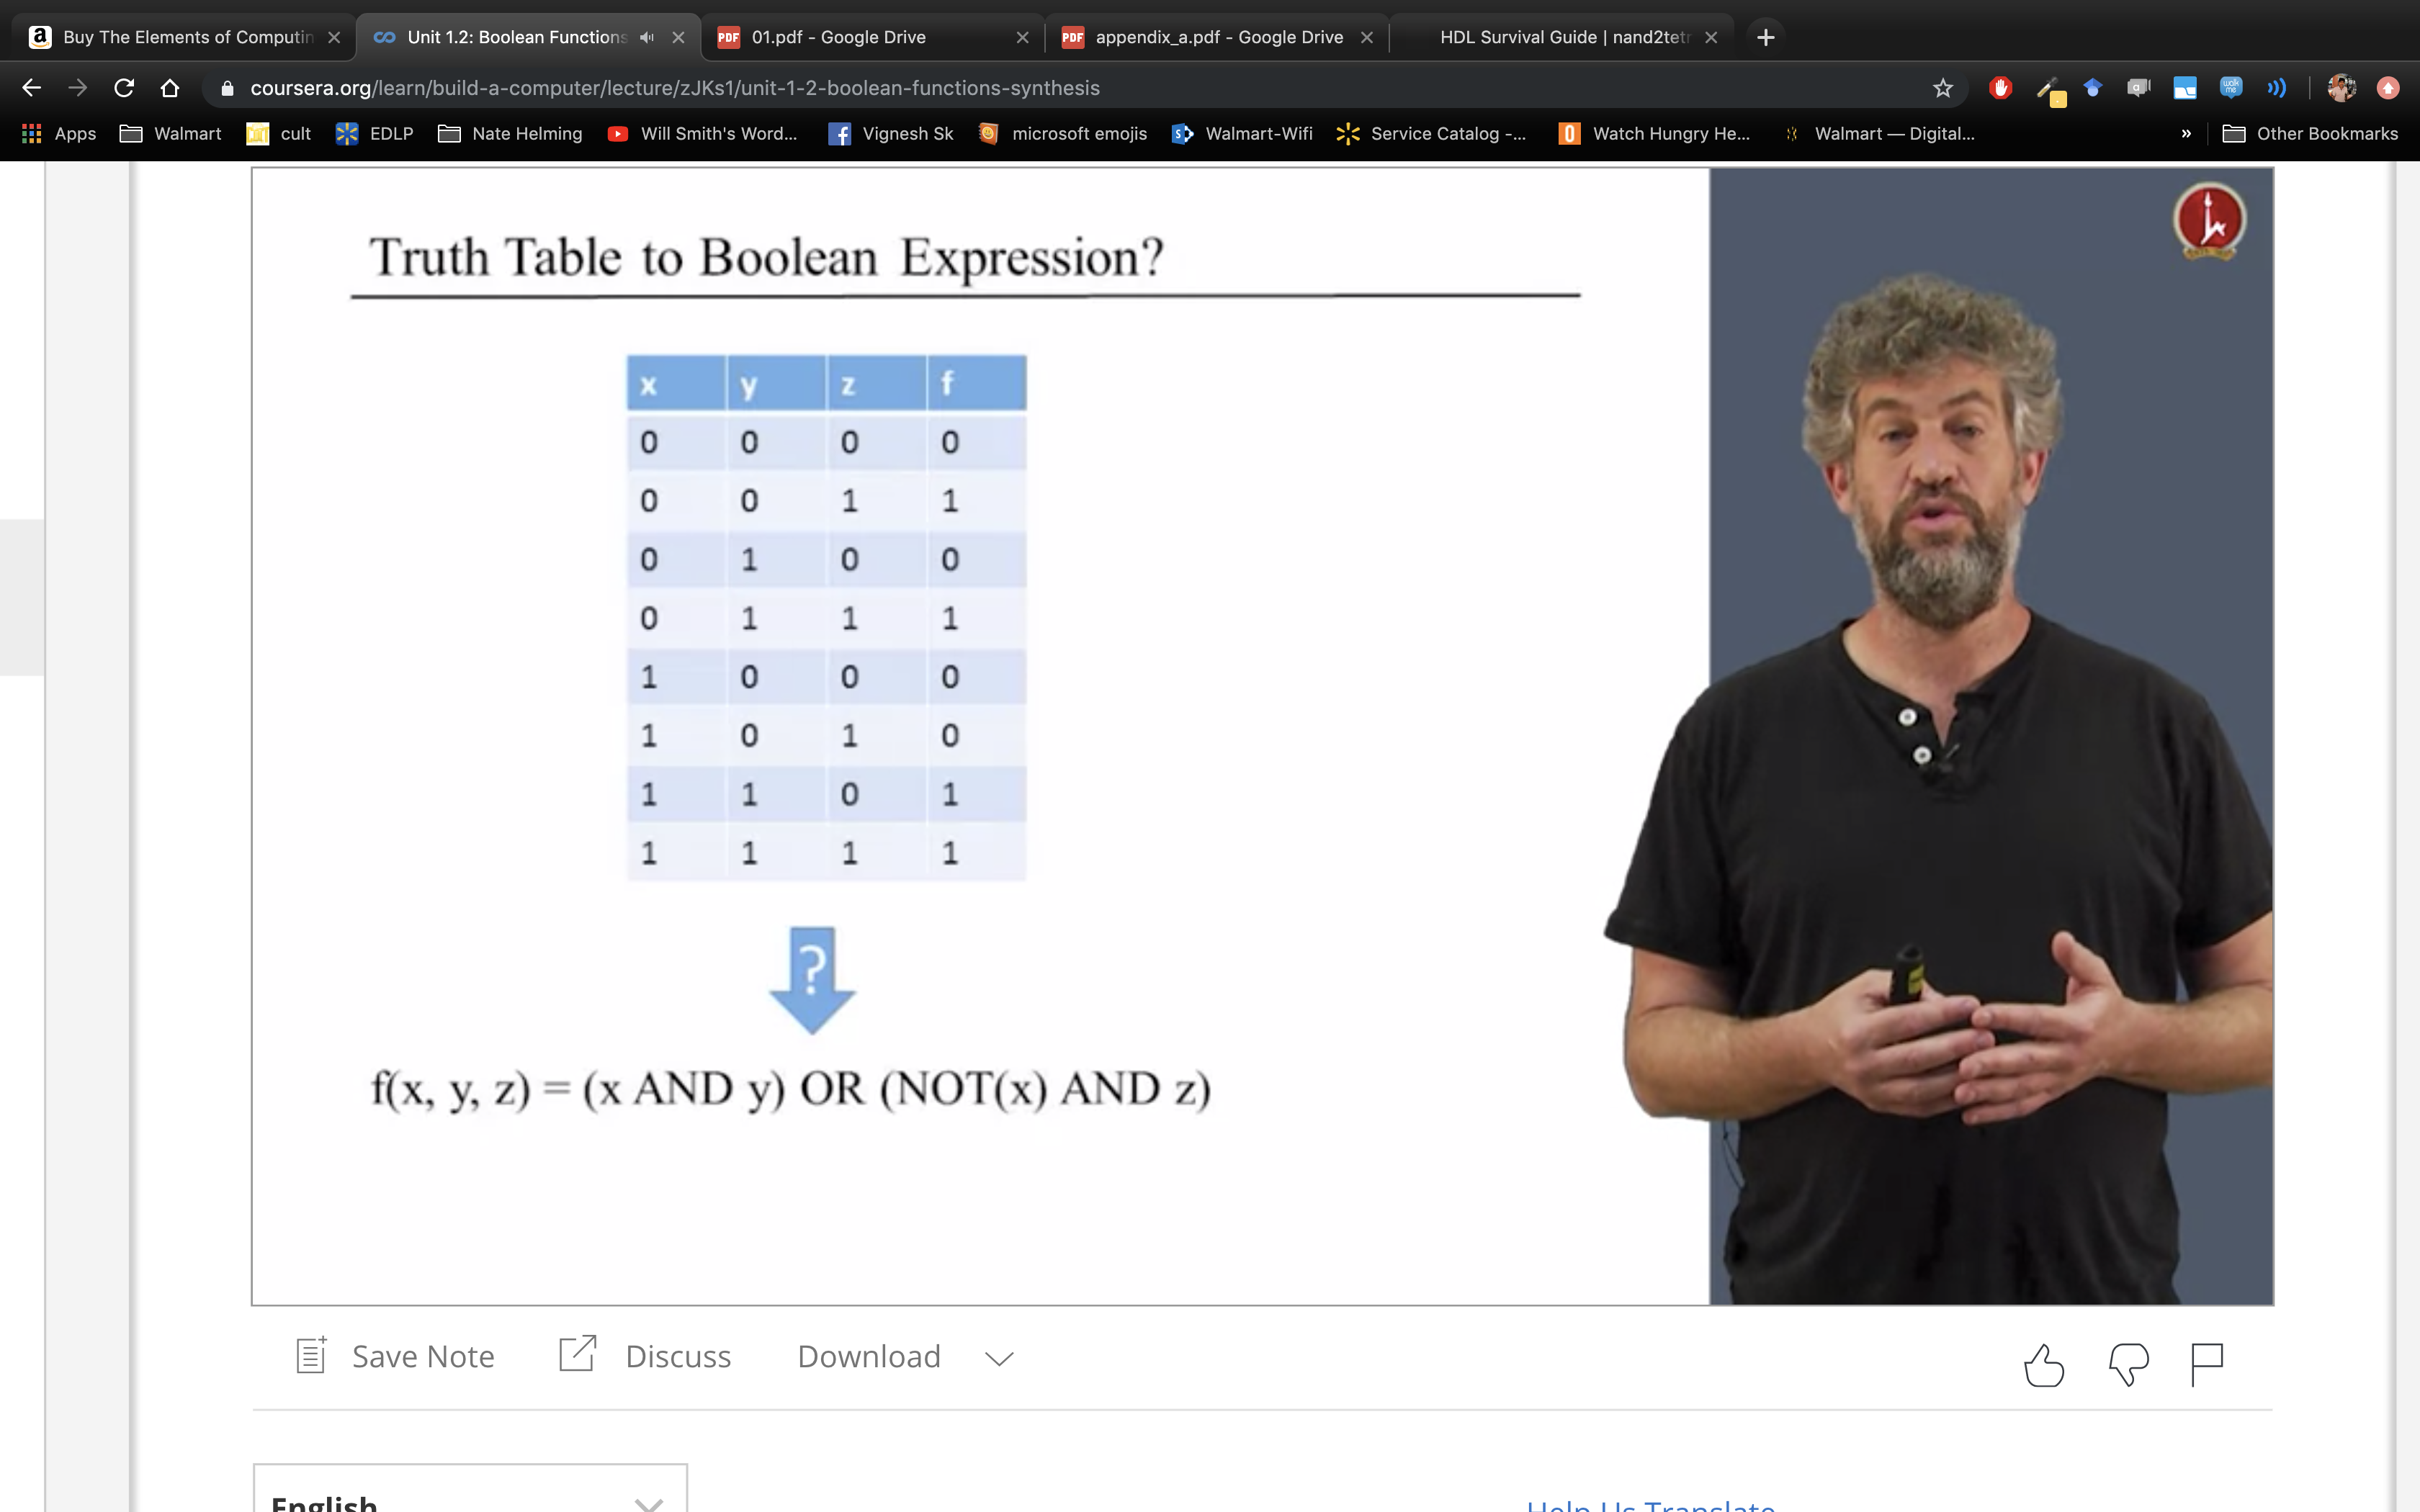 Buy The Elements of Computin
Unit 1.2: Boolean Functions
PDF 01.pdf - Google Drive
PDF appendix_a.pdf - Google Drive
HDL Survival Guide | nand2tet
coursera.org/learn/build-a-computer/lecture/zJKs1/unit-1-2-boolean-functions-synthesis
Apps Walmart cult EDLP Nate Helming Will Smith's Word... Vignesh Sk microsoft emojis Walmart-Wifi Service Catalog -... Watch Hungry He... Walmart — Digital... » Other Bookmarks
Truth Table to Boolean Expression?
x y z f
0 0 0 0
0 0 1 1
0 1 0 0
0 1 1 1
1 0 0 0
1 0 1 0
1 1 0 1
1 1 1 1
?
f(x, y, z) = (x AND y) OR (NOT(x) AND z)
Save Note Discuss Download
English
Help Us Translate